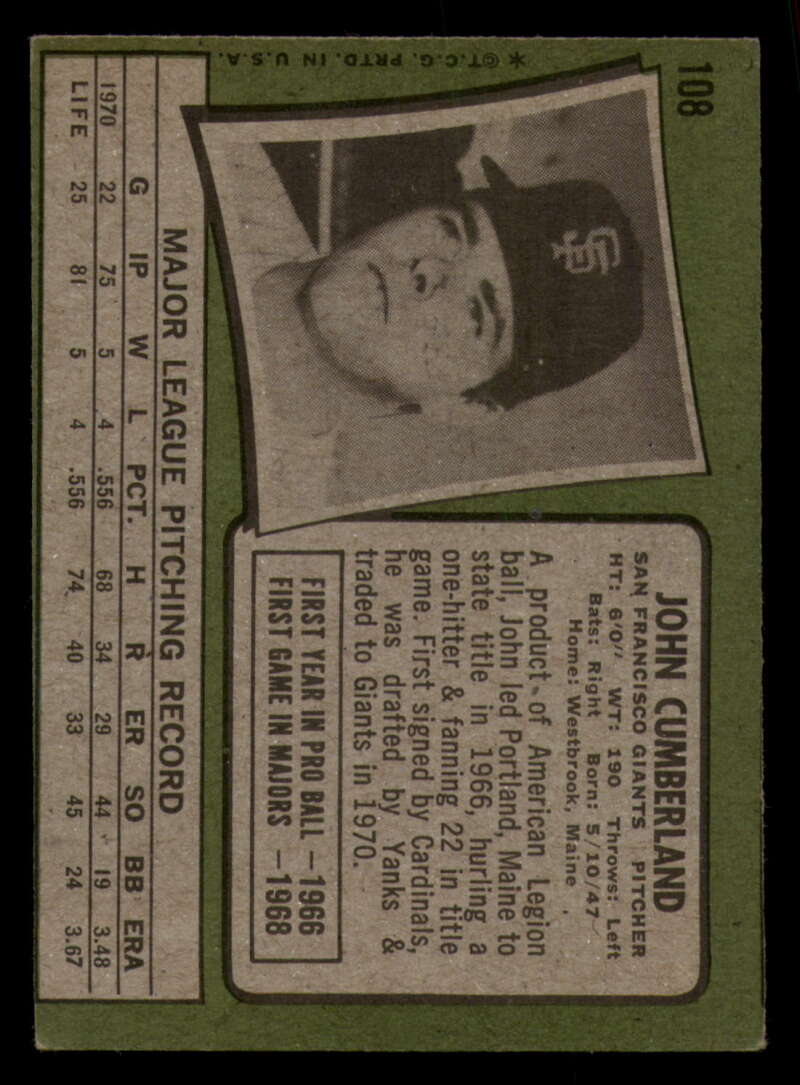 108
*©T.C.G. PRTD. IN U.S.A.
SF
JOHN CUMBERLAND
SAN FRANCISCO GIANTS PITCHER
HT: 6'0" WT: 190 Throws: Left
Bats: Right Born: 5/10/47
Home: Westbrook, Maine
A product of American Legion
ball, John led Portland, Maine to
state title in 1966, hurling a
one-hitter & fanning 22 in title
game. First signed by Cardinals,
he was drafted by Yanks &
traded to Giants in 1970.
FIRST YEAR IN PRO BALL —1966
FIRST GAME IN MAJORS —1968
MAJOR LEAGUE PITCHING RECORD
G IP W L PCT. H R ER SO BB ERA
1970 22 75 5 4 .556 68 34 29 44 19 3.48
LIFE 25 81 5 4 .556 74 40 33 45 24 3.67